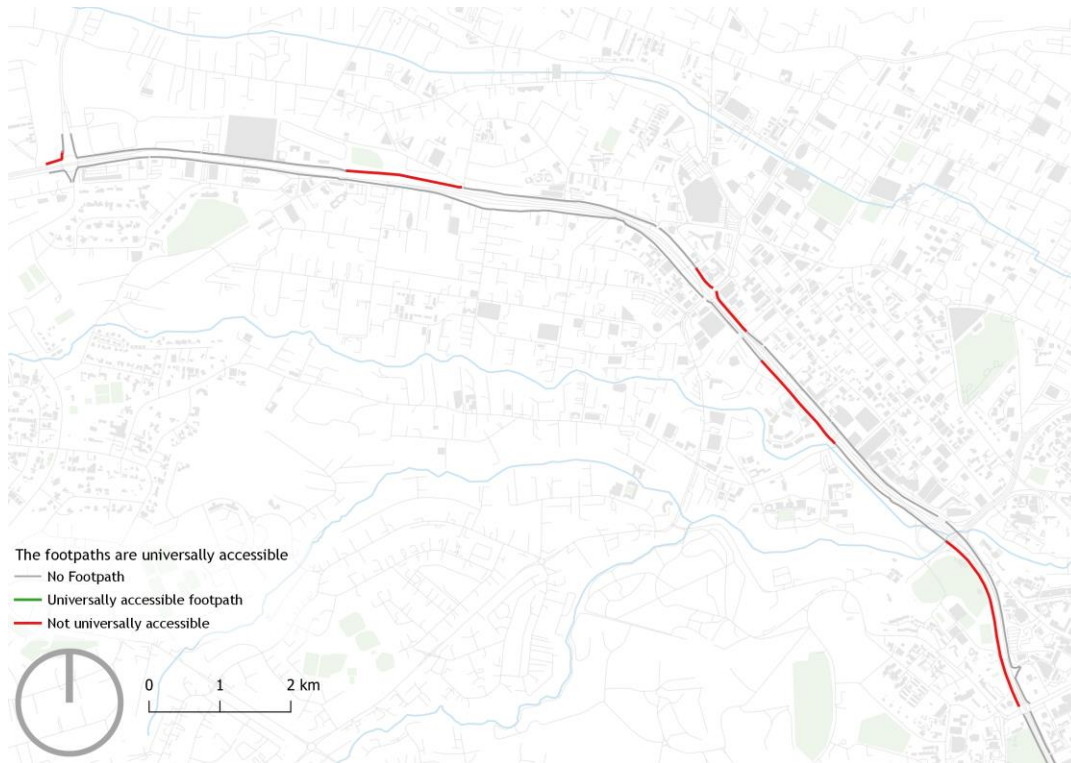 The footpaths are universally accessible
No Footpath
Universally accessible footpath
Not universally accessible
0 1 2 km